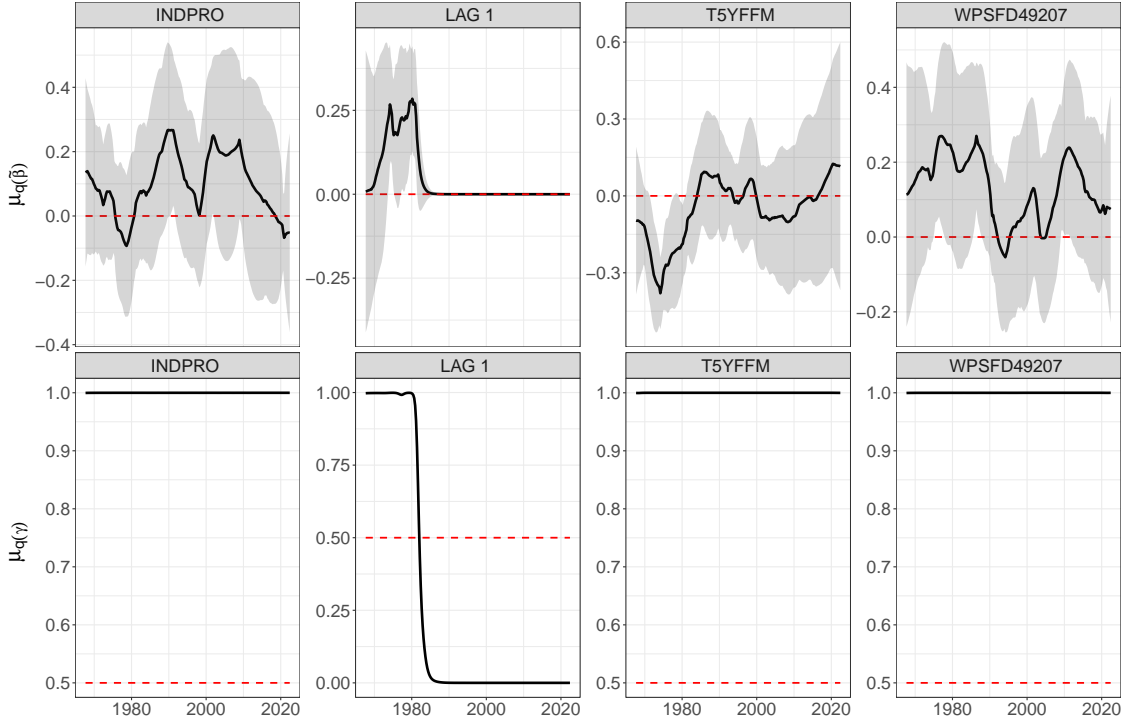 INDPRO LAG 1 T5YFFM WPSFD49207
μq(β̃)
0.4 0.2 0.0 −0.2 −0.4
0.25 0.00 −0.25
0.6 0.3 0.0 −0.3
0.4 0.2 0.0 −0.2
INDPRO LAG 1 T5YFFM WPSFD49207
μq(γ)
1.0 0.9 0.8 0.7 0.6 0.5
1.00 0.75 0.50 0.25 0.00
1.0 0.9 0.8 0.7 0.6 0.5
1.0 0.9 0.8 0.7 0.6 0.5
1980 2000 2020 1980 2000 2020 1980 2000 2020 1980 2000 2020